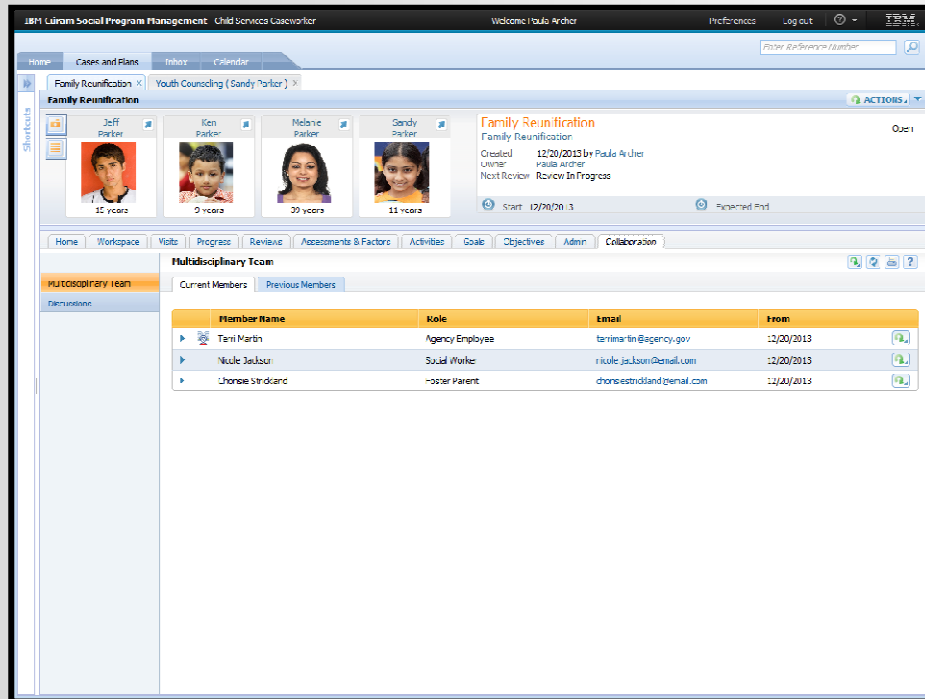 IBM Cúram Social Program Management Child Services Caseworker Welcome Paula Archer Preferences Log out IBM
Enter Reference Number
Home Cases and Plans Inbox Calendar
Family Reunification × Youth Counseling ( Sandy Parker ) ×
Family Reunification ACTIONS
Shortcuts
Jeff Parker
Ken Parker
Melanie Parker
Sandy Parker
15 years 9 years 39 years 11 years
Family Reunification
Family Reunification
Open
Created 12/20/2013 by Paula Archer
Owner Paula Archer
Next Review Review In Progress
Start 12/20/2013 Expected End
Home Workspace Visits Progress Reviews Assessments & Factors Activities Goals Objectives Admin Collaboration
Multidisciplinary Team
Discussions
Multidisciplinary Team
Current Members Previous Members
Member Name Role Email From
Terri Martin Agency Employee terrimartin@agency.gov 12/20/2013
Nicole Jackson Social Worker nicole.jackson@email.com 12/20/2013
Chonsie Strickland Foster Parent chonsiestrickland@email.com 12/20/2013